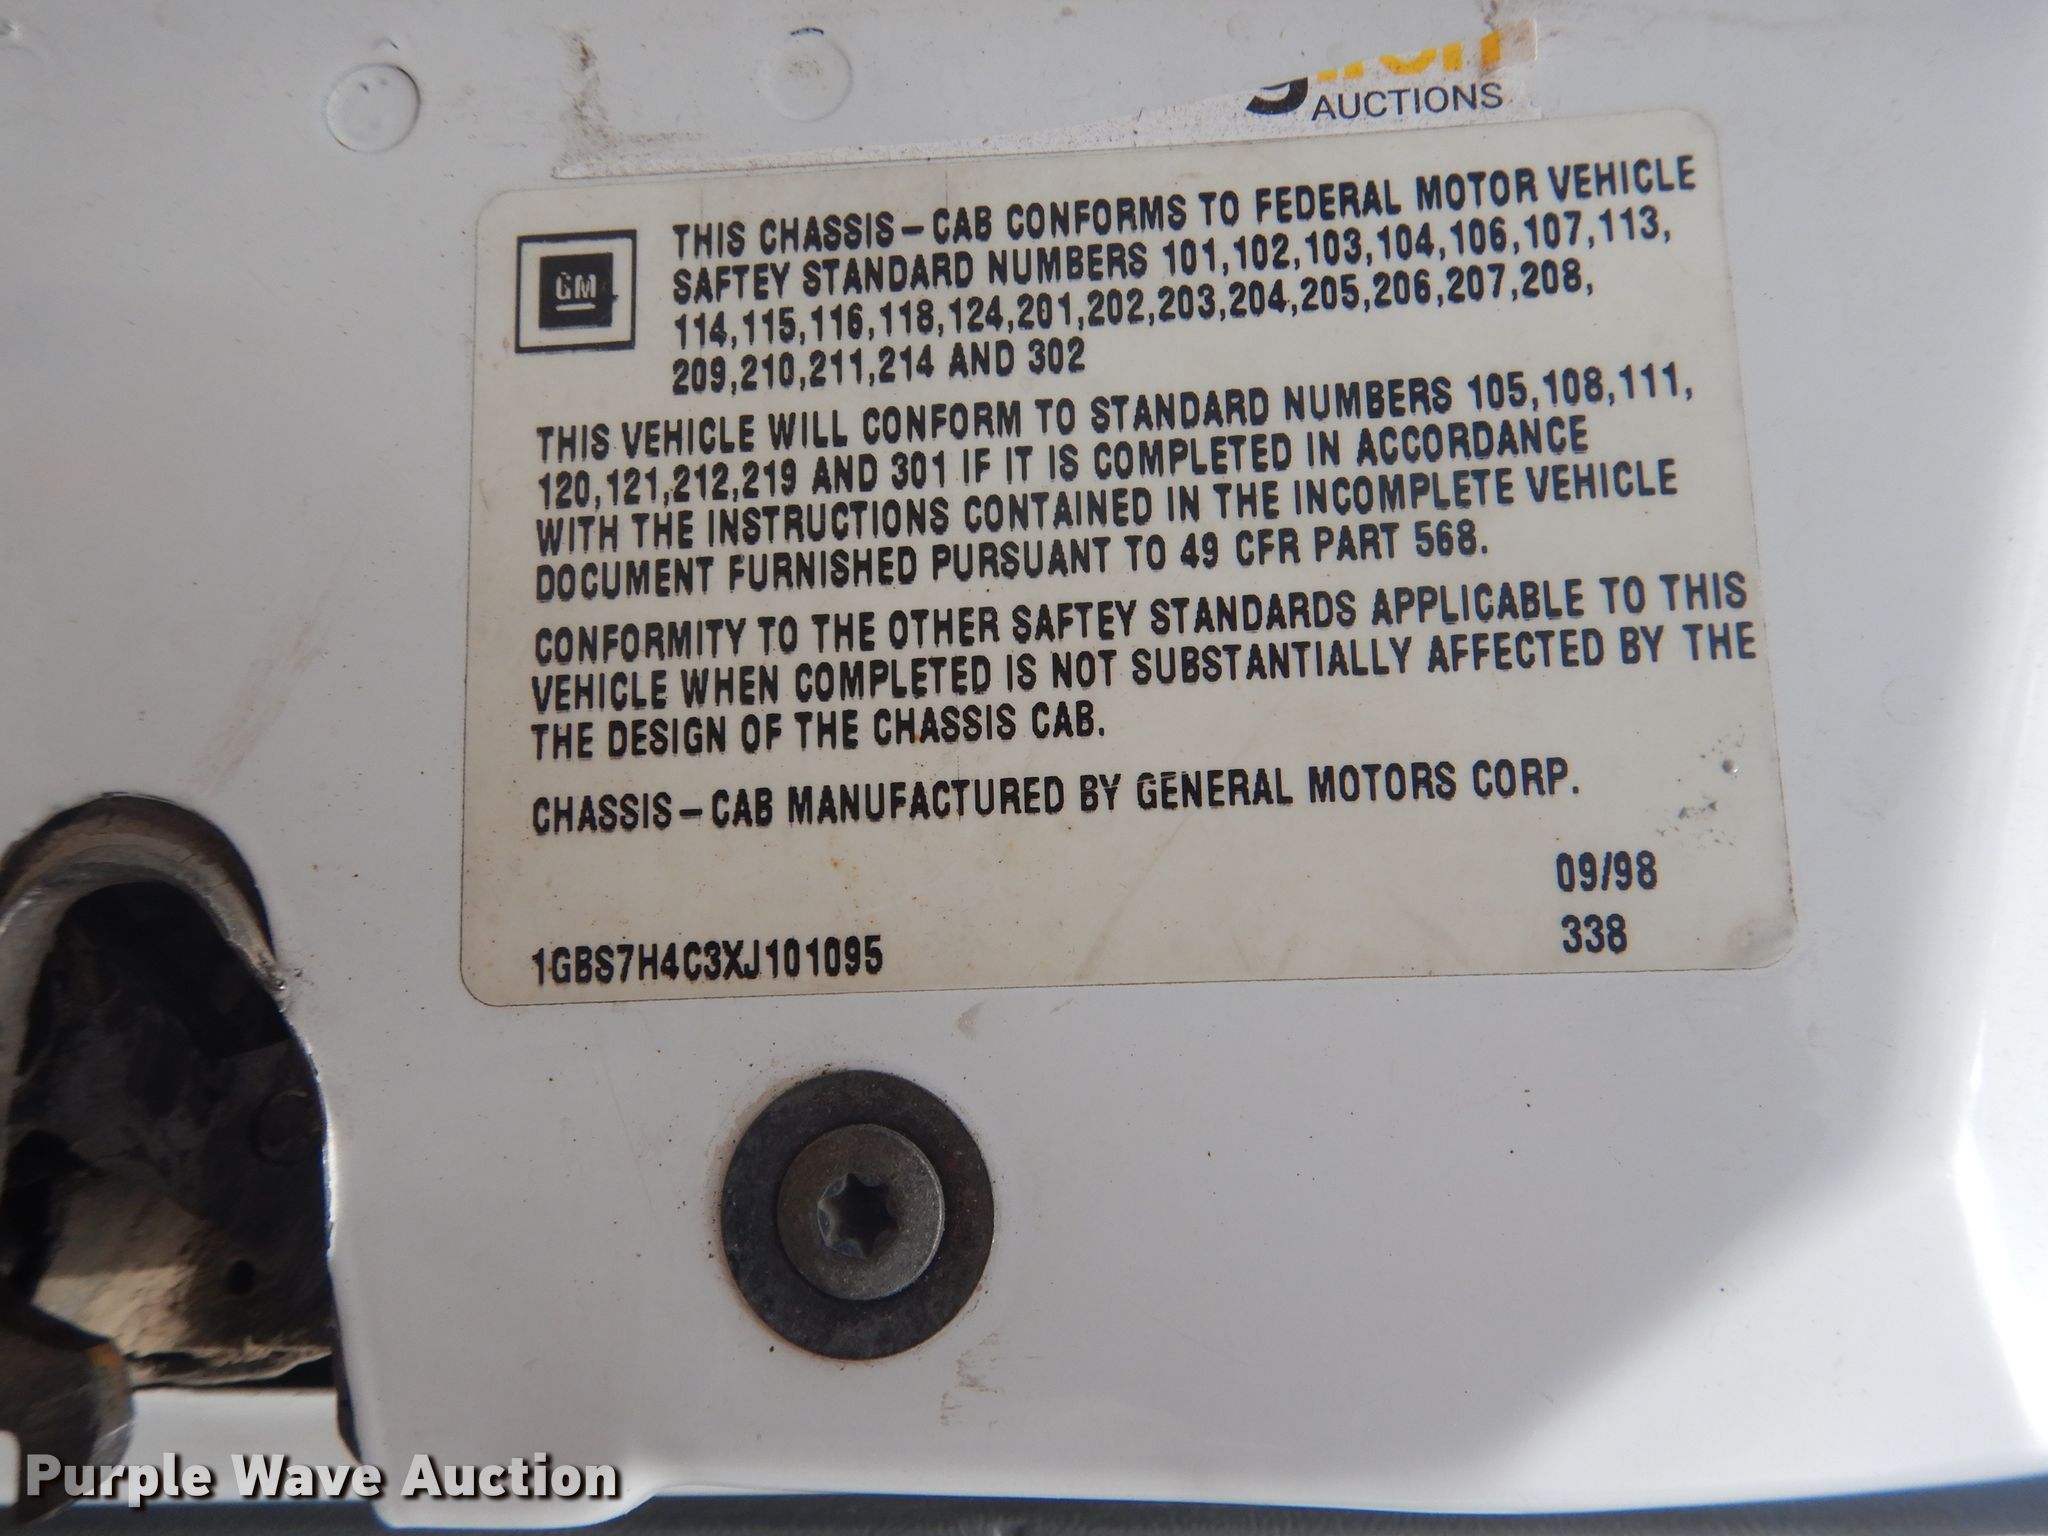 AUCTIONS
GM
THIS CHASSIS-CAB CONFORMS TO FEDERAL MOTOR VEHICLE
SAFTEY STANDARD NUMBERS 101,102,103,104,106,107,113,
114,115,116,118,124,201,202,203,204,205,206,207,208,
209,210,211,214 AND 302
THIS VEHICLE WILL CONFORM TO STANDARD NUMBERS 105,108,111,
120,121,212,219 AND 301 IF IT IS COMPLETED IN ACCORDANCE
WITH THE INSTRUCTIONS CONTAINED IN THE INCOMPLETE VEHICLE
DOCUMENT FURNISHED PURSUANT TO 49 CFR PART 568.
CONFORMITY TO THE OTHER SAFTEY STANDARDS APPLICABLE TO THIS
VEHICLE WHEN COMPLETED IS NOT SUBSTANTIALLY AFFECTED BY THE
THE DESIGN OF THE CHASSIS CAB.
CHASSIS-CAB MANUFACTURED BY GENERAL MOTORS CORP.
09/98
338
1GBS7H4C3XJ101095
Purple Wave Auction